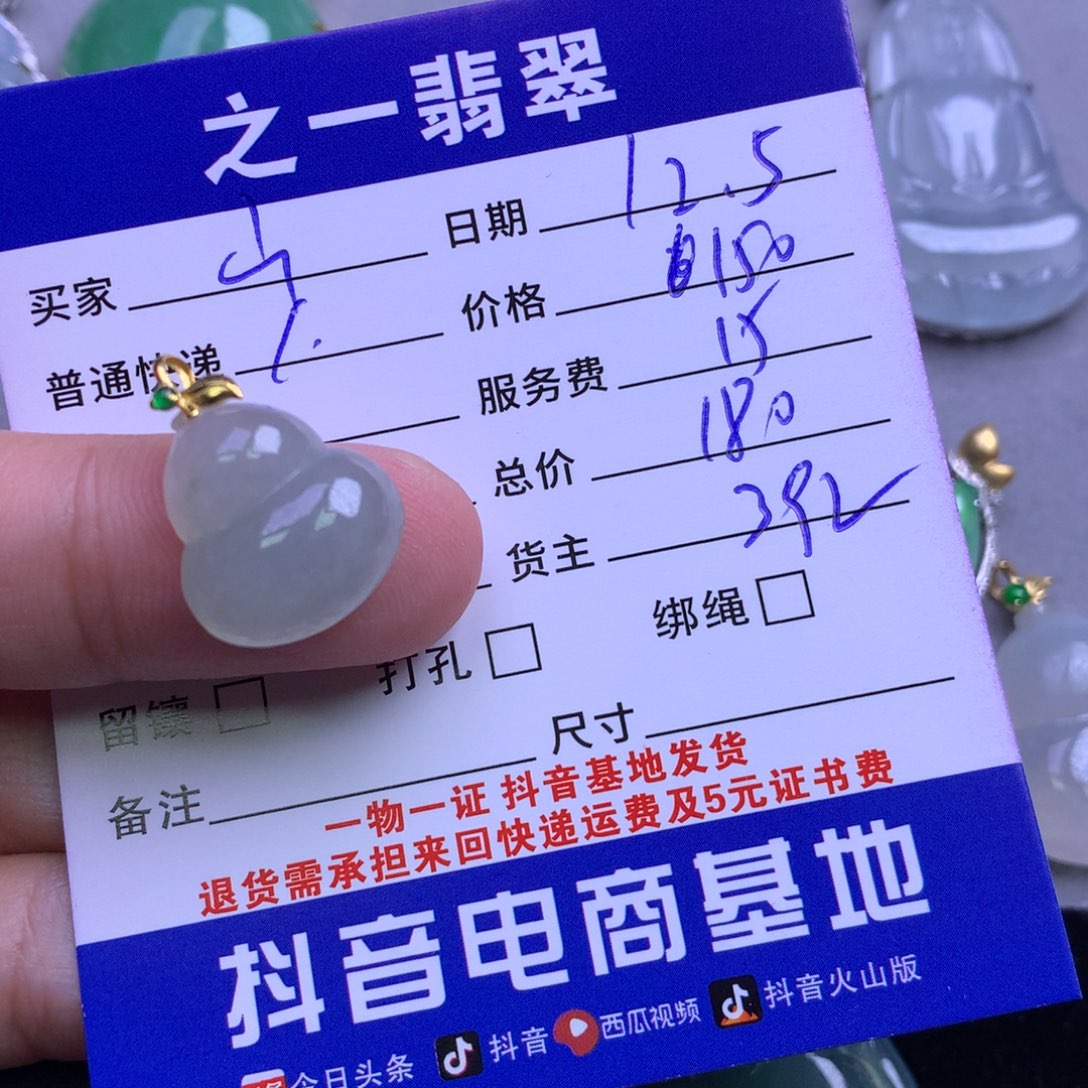 之一翡翠
买家 日期 12.5
普通快递 价格 150
服务费 15
总价 180
货主 392
打孔 绑绳
留镶
备注 尺寸
一物一证 抖音基地发货
退货需承担来回快递运费及5元证书费
抖音电商基地
今日头条 抖音 西瓜视频 抖音火山版